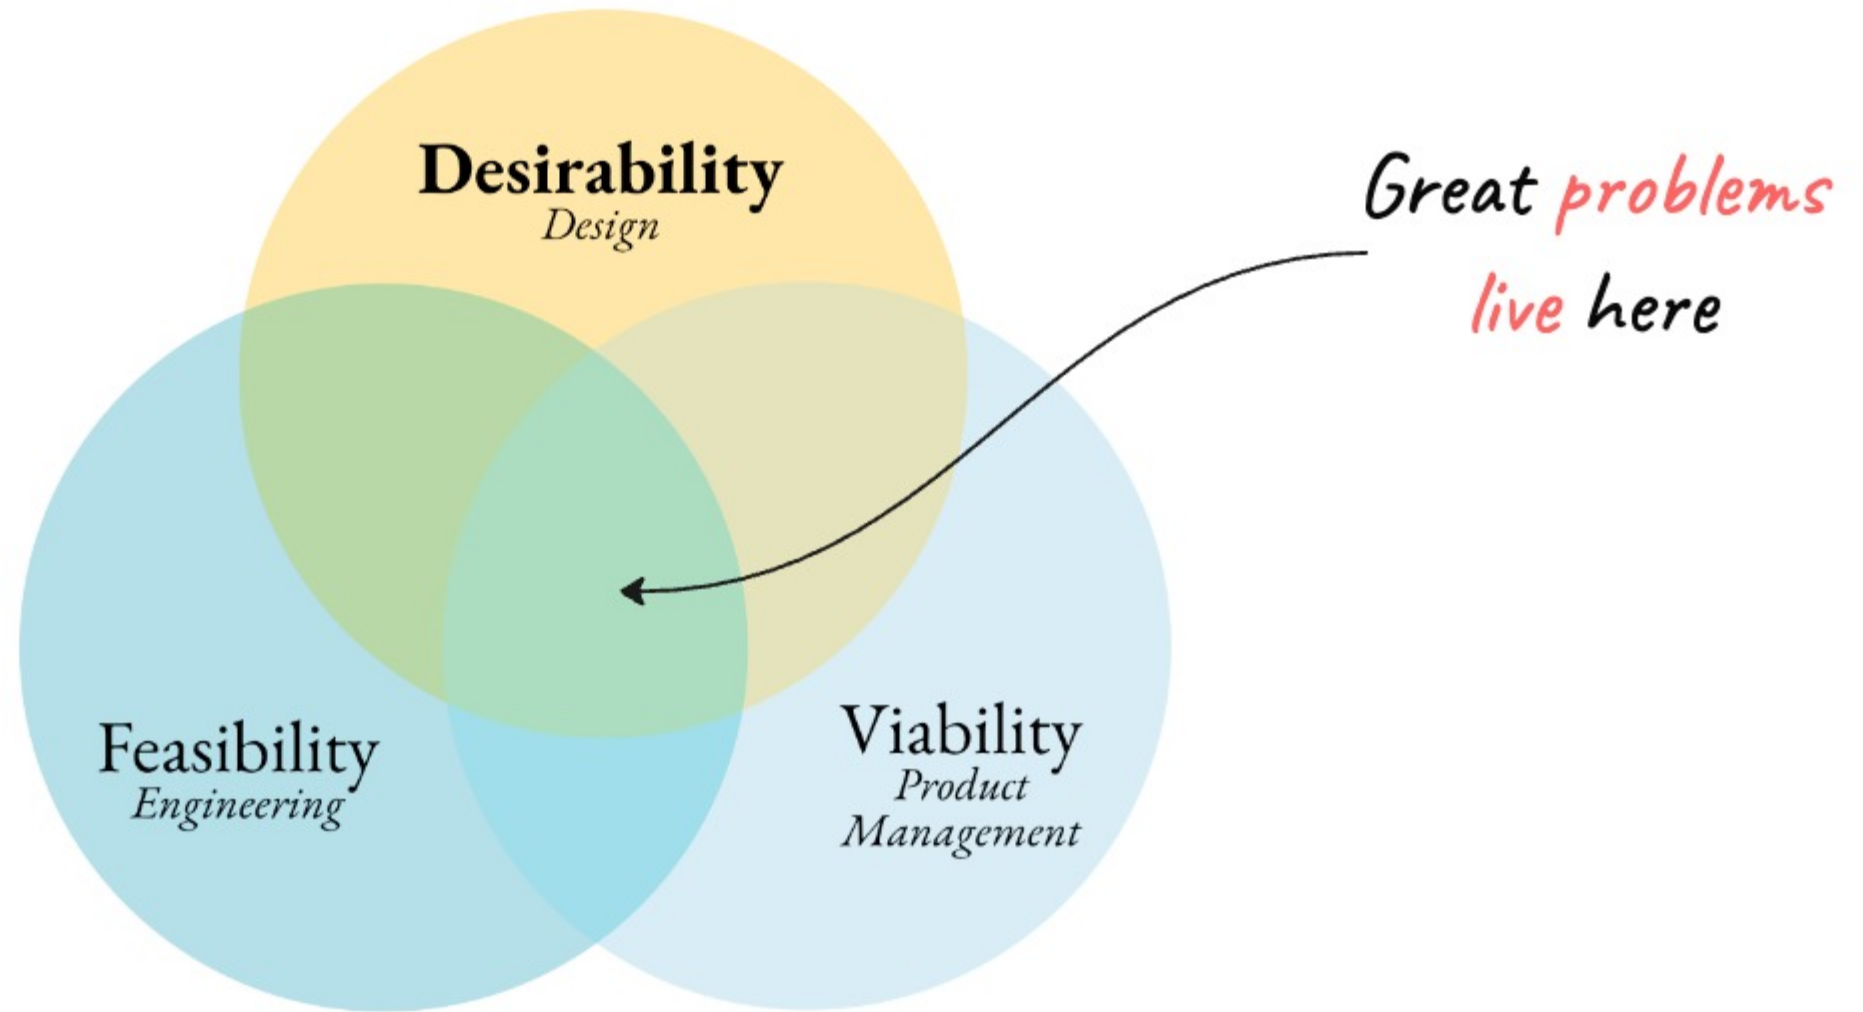 Desirability
Design
Great problems
live here
Feasibility
Engineering
Viability
Product
Management